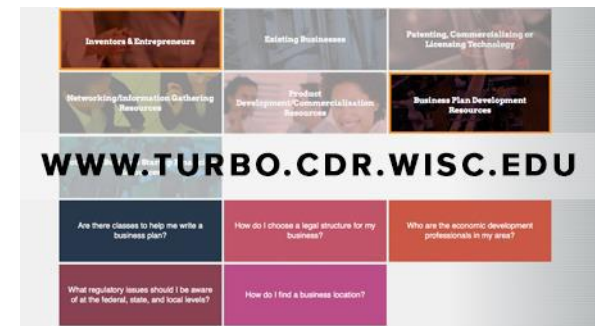 Inventors & Entrepreneurs
Existing Businesses
Patenting, Commercializing or
Licensing Technology
Networking/Information Gathering
Resources
Product
Development/Commercialization
Resources
Business Plan Development
Resources
WWW.TURBO.CDR.WISC.EDU
Are there classes to help me write a
business plan?
How do I choose a legal structure for my
business?
Who are the economic development
professionals in my area?
What regulatory issues should I be aware
of at the federal, state, and local levels?
How do I find a business location?